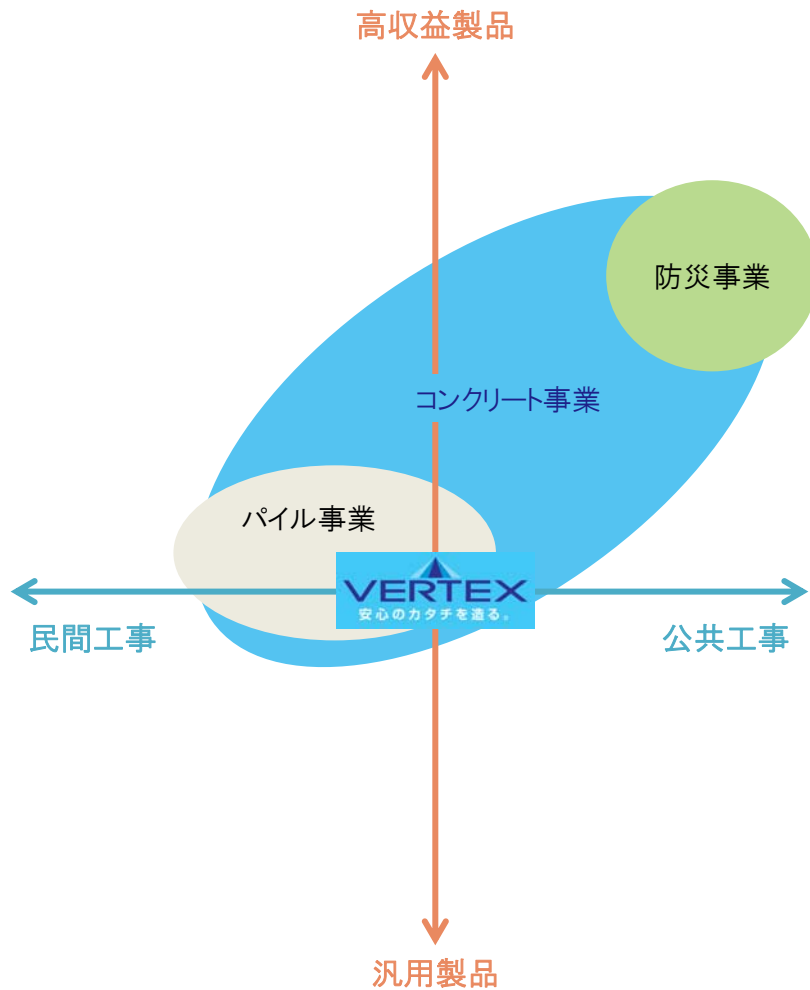 高収益製品
防災事業
コンクリート事業
パイル事業
VERTEX
安心のカタチを造る。
民間工事
公共工事
汎用製品